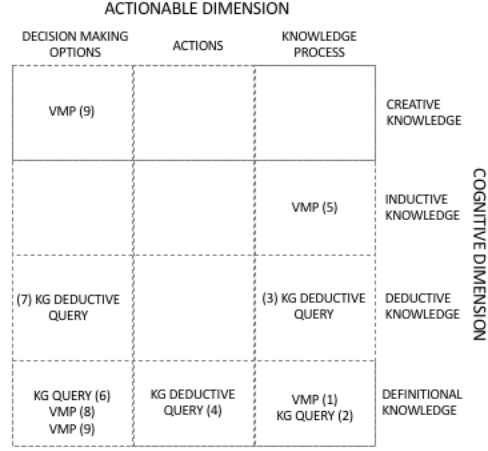 ACTIONABLE DIMENSION
DECISION MAKING
OPTIONS
ACTIONS
KNOWLEDGE
PROCESS
VMP (9)
CREATIVE
KNOWLEDGE
VMP (5)
INDUCTIVE
KNOWLEDGE
(7) KG DEDUCTIVE
QUERY
(3) KG DEDUCTIVE
QUERY
DEDUCTIVE
KNOWLEDGE
KG QUERY (6)
VMP (8)
VMP (9)
KG DEDUCTIVE
QUERY (4)
VMP (1)
KG QUERY (2)
DEFINITIONAL
KNOWLEDGE
COGNITIVE DIMENSION